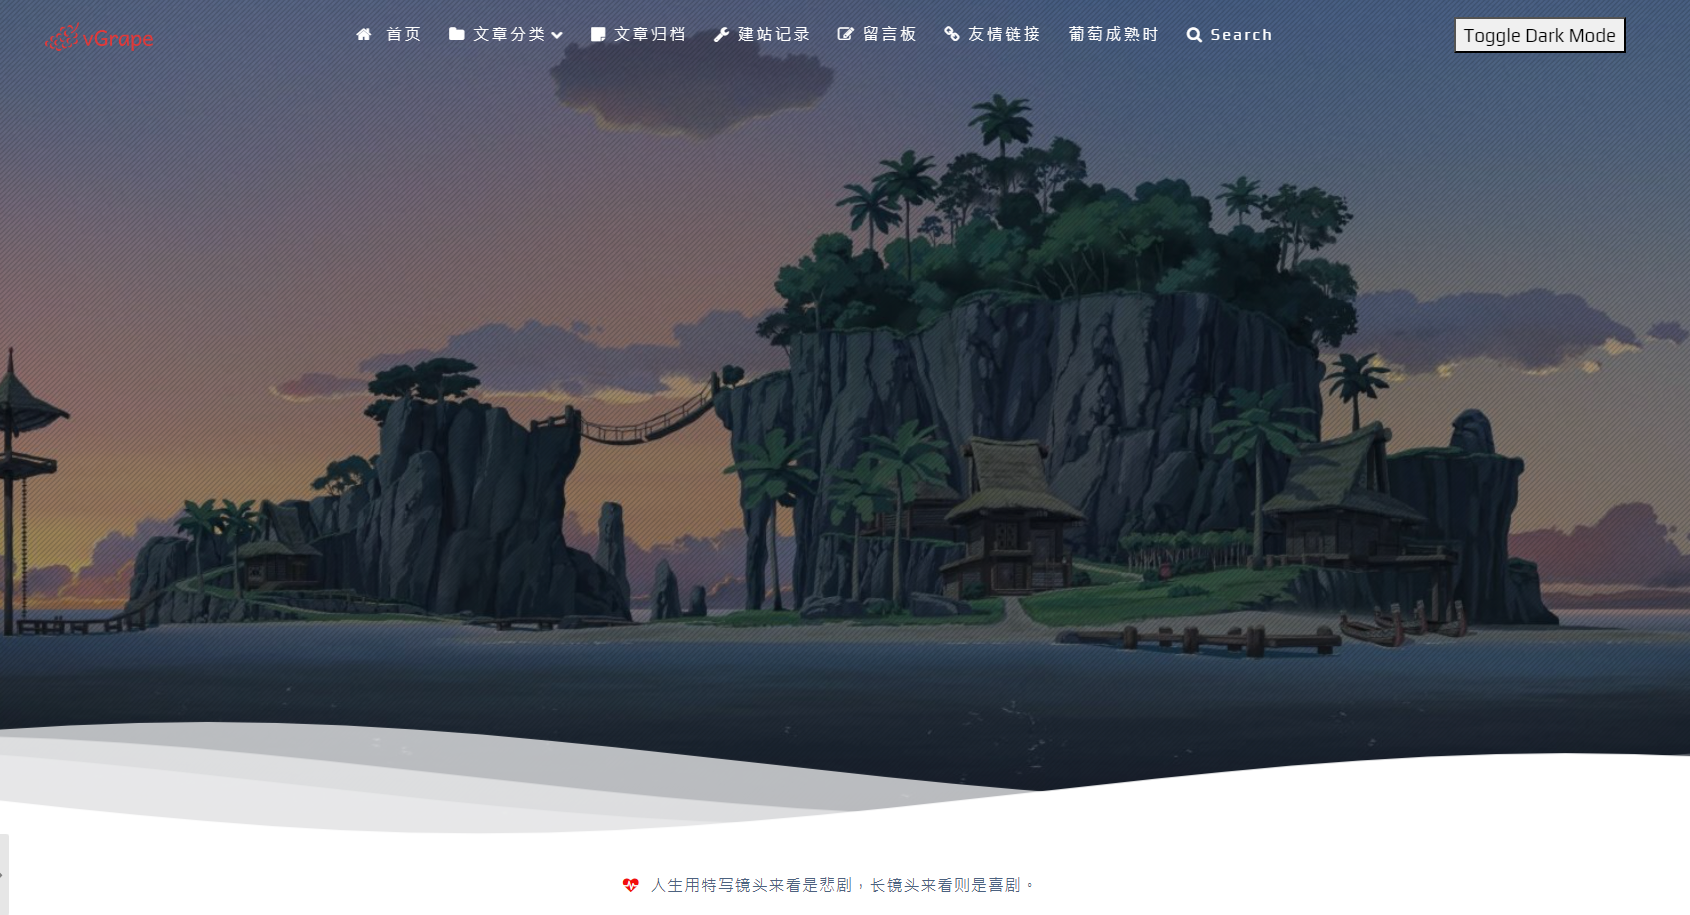 vGrape
首页
文章分类
文章归档
建站记录
留言板
友情链接
葡萄成熟时
Search
Toggle Dark Mode
人生用特写镜头来看是悲剧，长镜头来看则是喜剧。